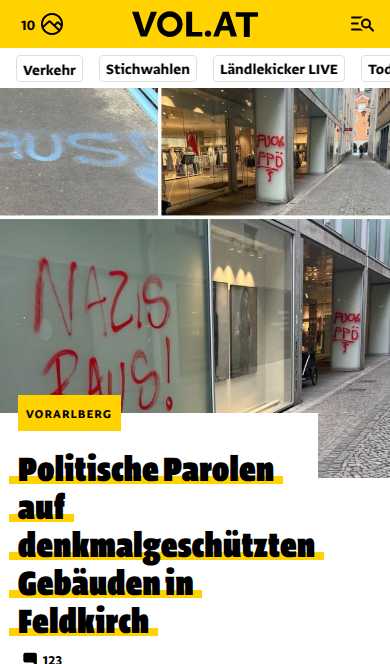 10
VOL.AT
Verkehr
Stichwahlen
Ländlekicker LIVE
Tod
AUS
FUCK
FPÖ
NAZIS
RAUS!
FUCK
FPÖ
VORARLBERG
Politische Parolen
auf
denkmalgeschützten
Gebäuden in
Feldkirch
123